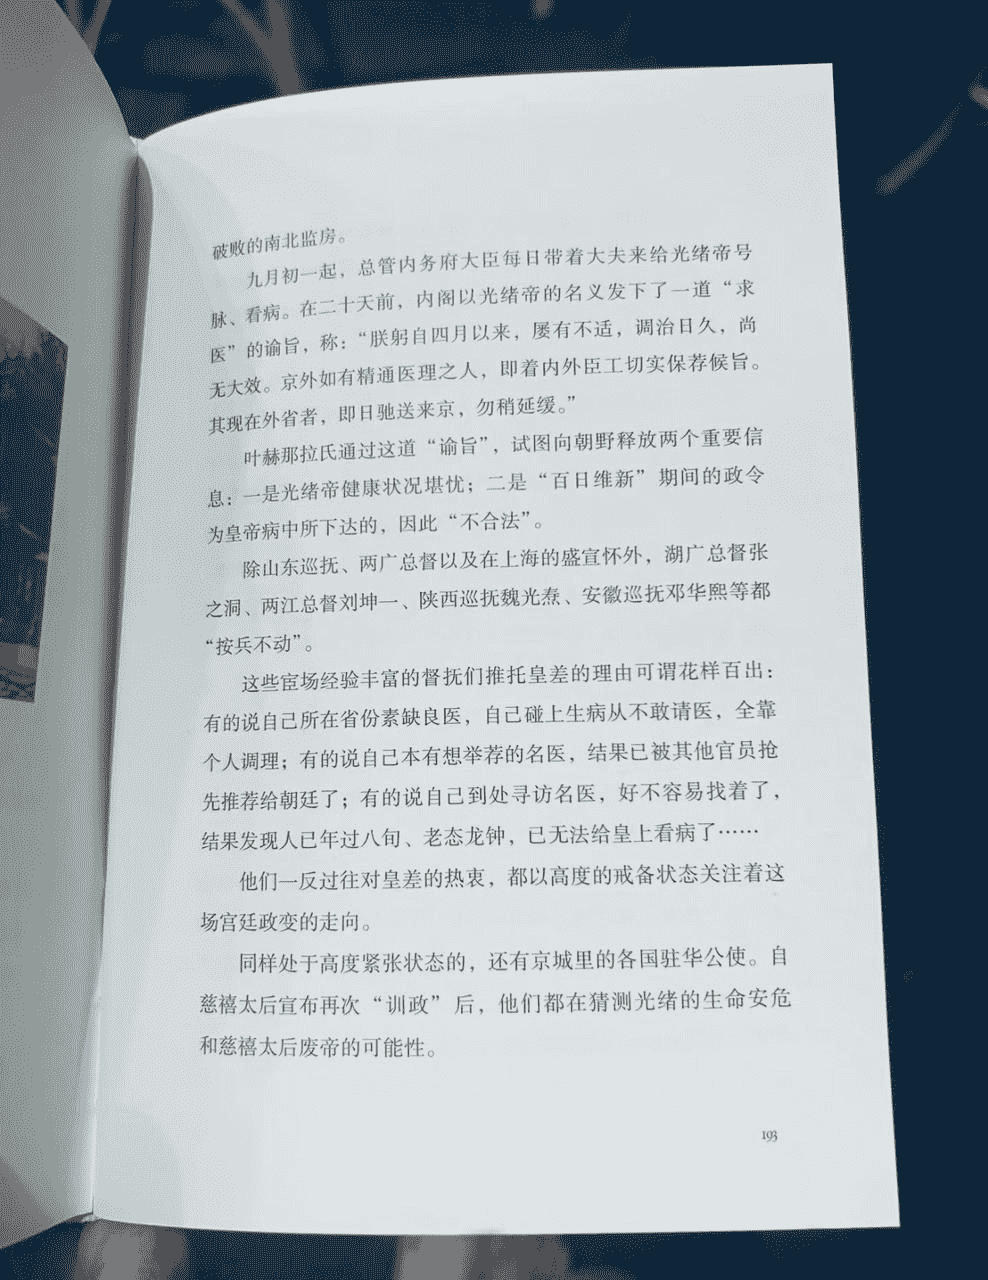 破败的南北监房。
九月初一起，总管内务府大臣每日带着大夫来给光绪帝号
脉、看病。在二十天前，内阁以光绪帝的名义发下了一道“求
医”的谕旨，称：“朕躬自四月以来，屡有不适，调治日久，尚
无大效。京外如有精通医理之人，即着内外臣工切实保荐候旨。
其现在外省者，即日驰送来京，勿稍延缓。”
叶赫那拉氏通过这道“谕旨”，试图向朝野释放两个重要信
息：一是光绪帝健康状况堪忧；二是“百日维新”期间的政令
为皇帝病中所下达的，因此“不合法”。
除山东巡抚、两广总督以及在上海的盛宣怀外，湖广总督张
之洞、两江总督刘坤一、陕西巡抚魏光焘、安徽巡抚邓华熙等都
“按兵不动”。
这些宦场经验丰富的督抚们推托皇差的理由可谓花样百出：
有的说自己所在省份素缺良医，自己碰上生病从不敢请医，全靠
个人调理；有的说自己本有想举荐的名医，结果已被其他官员抢
先推荐给朝廷了；有的说自己到处寻访名医，好不容易找着了，
结果发现人已年过八旬、老态龙钟，已无法给皇上看病了……
他们一反过往对皇差的热衷，都以高度的戒备状态关注着这
场宫廷政变的走向。
同样处于高度紧张状态的，还有京城里的各国驻华公使。自
慈禧太后宣布再次“训政”后，他们都在猜测光绪的生命安危
和慈禧太后废帝的可能性。
193